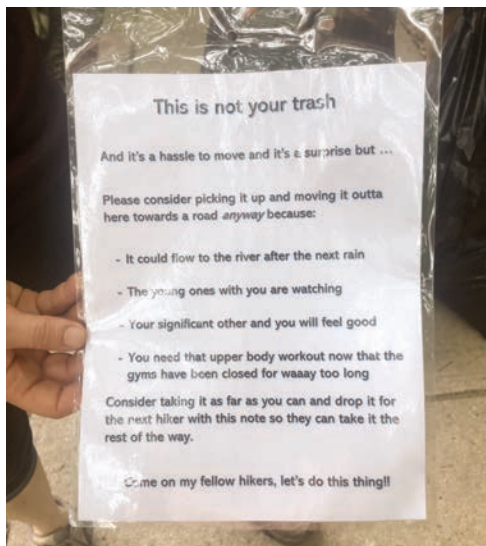 This is not your trash
And it's a hassle to move and it's a surprise but ...
Please consider picking it up and moving it outta
here towards a road anyway because:
- It could flow to the river after the next rain
- The young ones with you are watching
- Your significant other and you will feel good
- You need that upper body workout now that the
gyms have been closed for waaay too long
Consider taking it as far as you can and drop it for
the next hiker with this note so they can take it the
rest of the way.
Come on my fellow hikers, let's do this thing!!